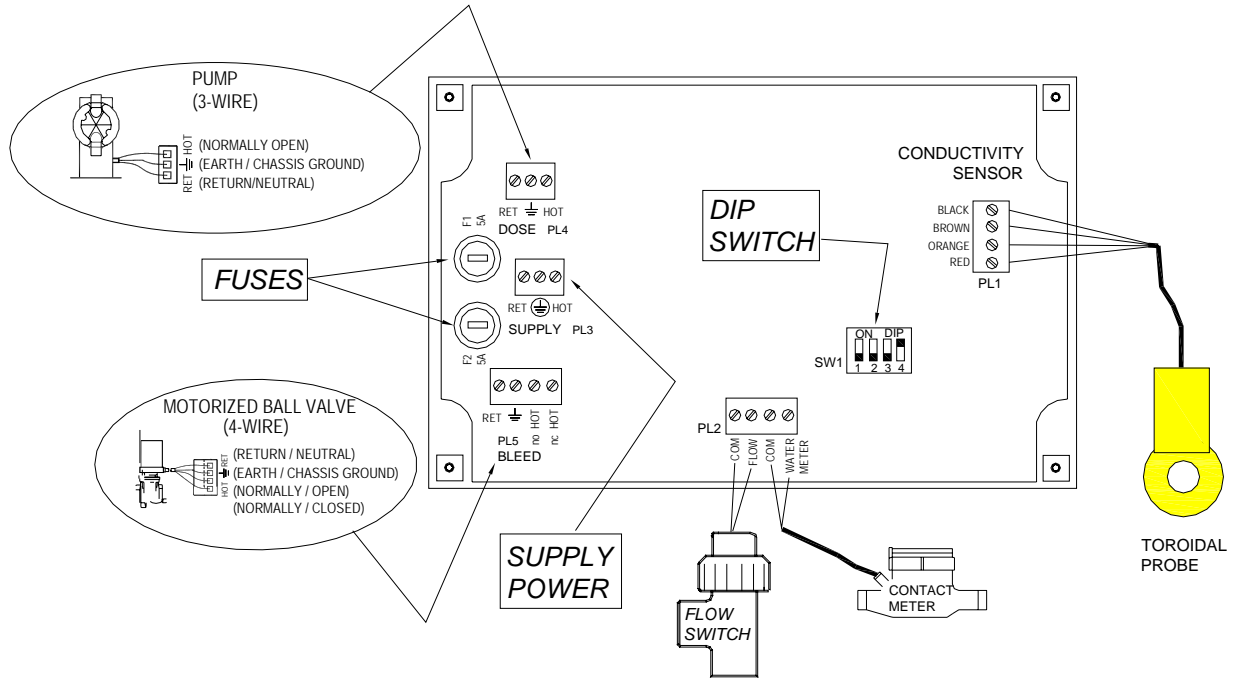 PUMP
(3-WIRE)
HOT
(NORMALLY OPEN)
(EARTH / CHASSIS GROUND)
RET
(RETURN/NEUTRAL)
FUSES
MOTORIZED BALL VALVE
(4-WIRE)
RET
(RETURN / NEUTRAL)
(EARTH / CHASSIS GROUND)
HOT
(NORMALLY / OPEN)
(NORMALLY / CLOSED)
RET HOT
DOSE PL4
F1
5A
RET HOT
SUPPLY PL3
F2
5A
RET
no HOT
nc HOT
PL5
BLEED
SUPPLY
POWER
DIP
SWITCH
ON DIP
SW1
1 2 3 4
PL2
COM
FLOW
COM
WATER
METER
FLOW
SWITCH
CONTACT
METER
CONDUCTIVITY
SENSOR
BLACK
BROWN
ORANGE
RED
PL1
TOROIDAL
PROBE